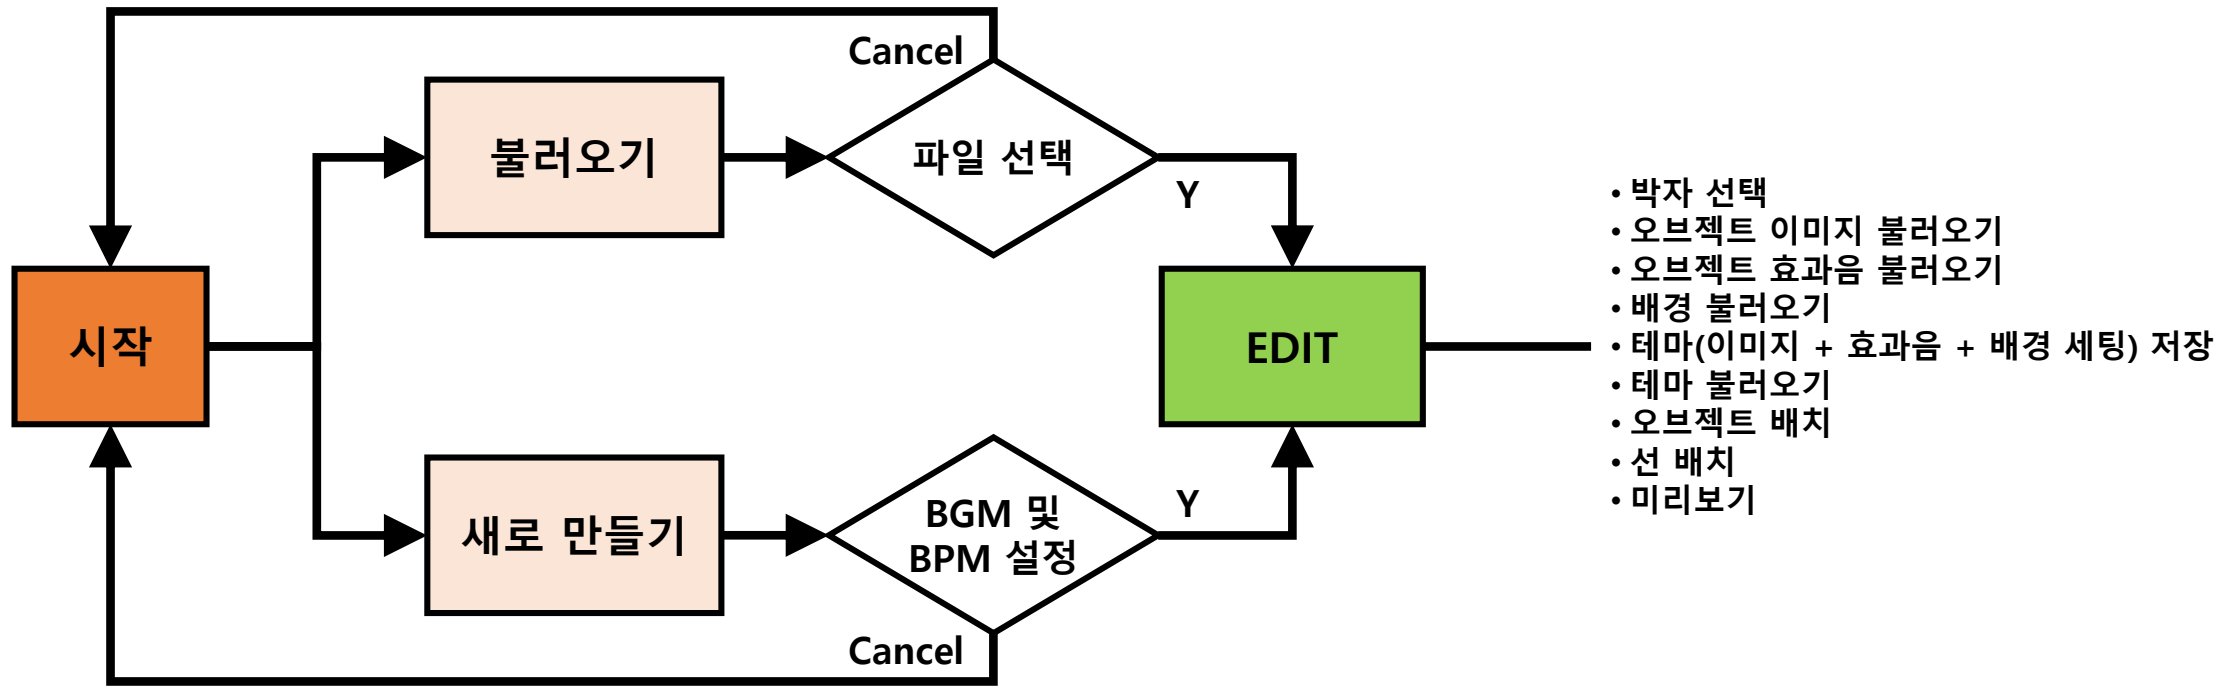 Cancel
불러오기
파일 선택
Y
시작
EDIT
• 박자 선택
• 오브젝트 이미지 불러오기
• 오브젝트 효과음 불러오기
• 배경 불러오기
• 테마(이미지 + 효과음 + 배경 세팅) 저장
• 테마 불러오기
• 오브젝트 배치
• 선 배치
• 미리보기
새로 만들기
BGM 및
BPM 설정
Y
Cancel